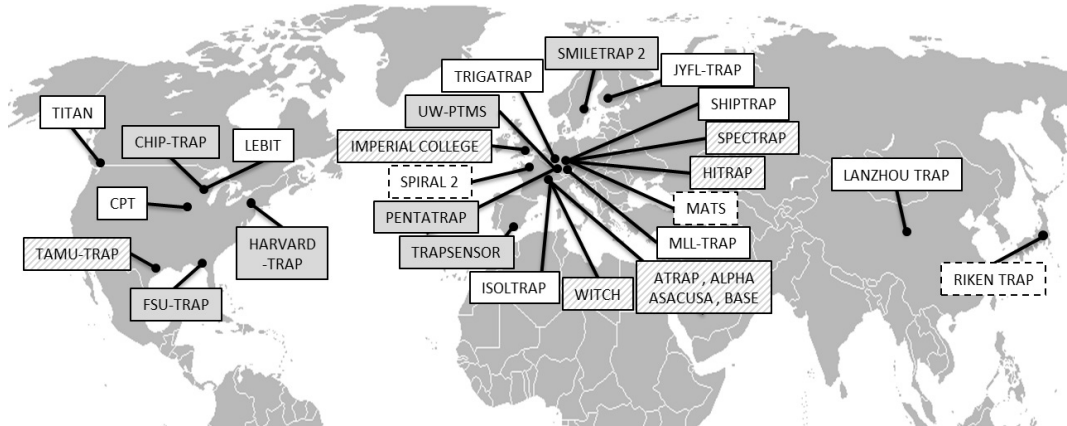 SMILETRAP 2
TRIGATRAP
JYFL-TRAP
TITAN
UW-PTMS
SHIPTRAP
CHIP-TRAP
LEBIT
IMPERIAL COLLEGE
SPECTRAP
SPIRAL 2
HITRAP
LANZHOU TRAP
CPT
PENTATRAP
MATS
TAMU-TRAP
HARVARD
-TRAP
TRAPSENSOR
MLL-TRAP
FSU-TRAP
ISOLTRAP
WITCH
ATRAP , ALPHA
ASACUSA , BASE
RIKEN TRAP